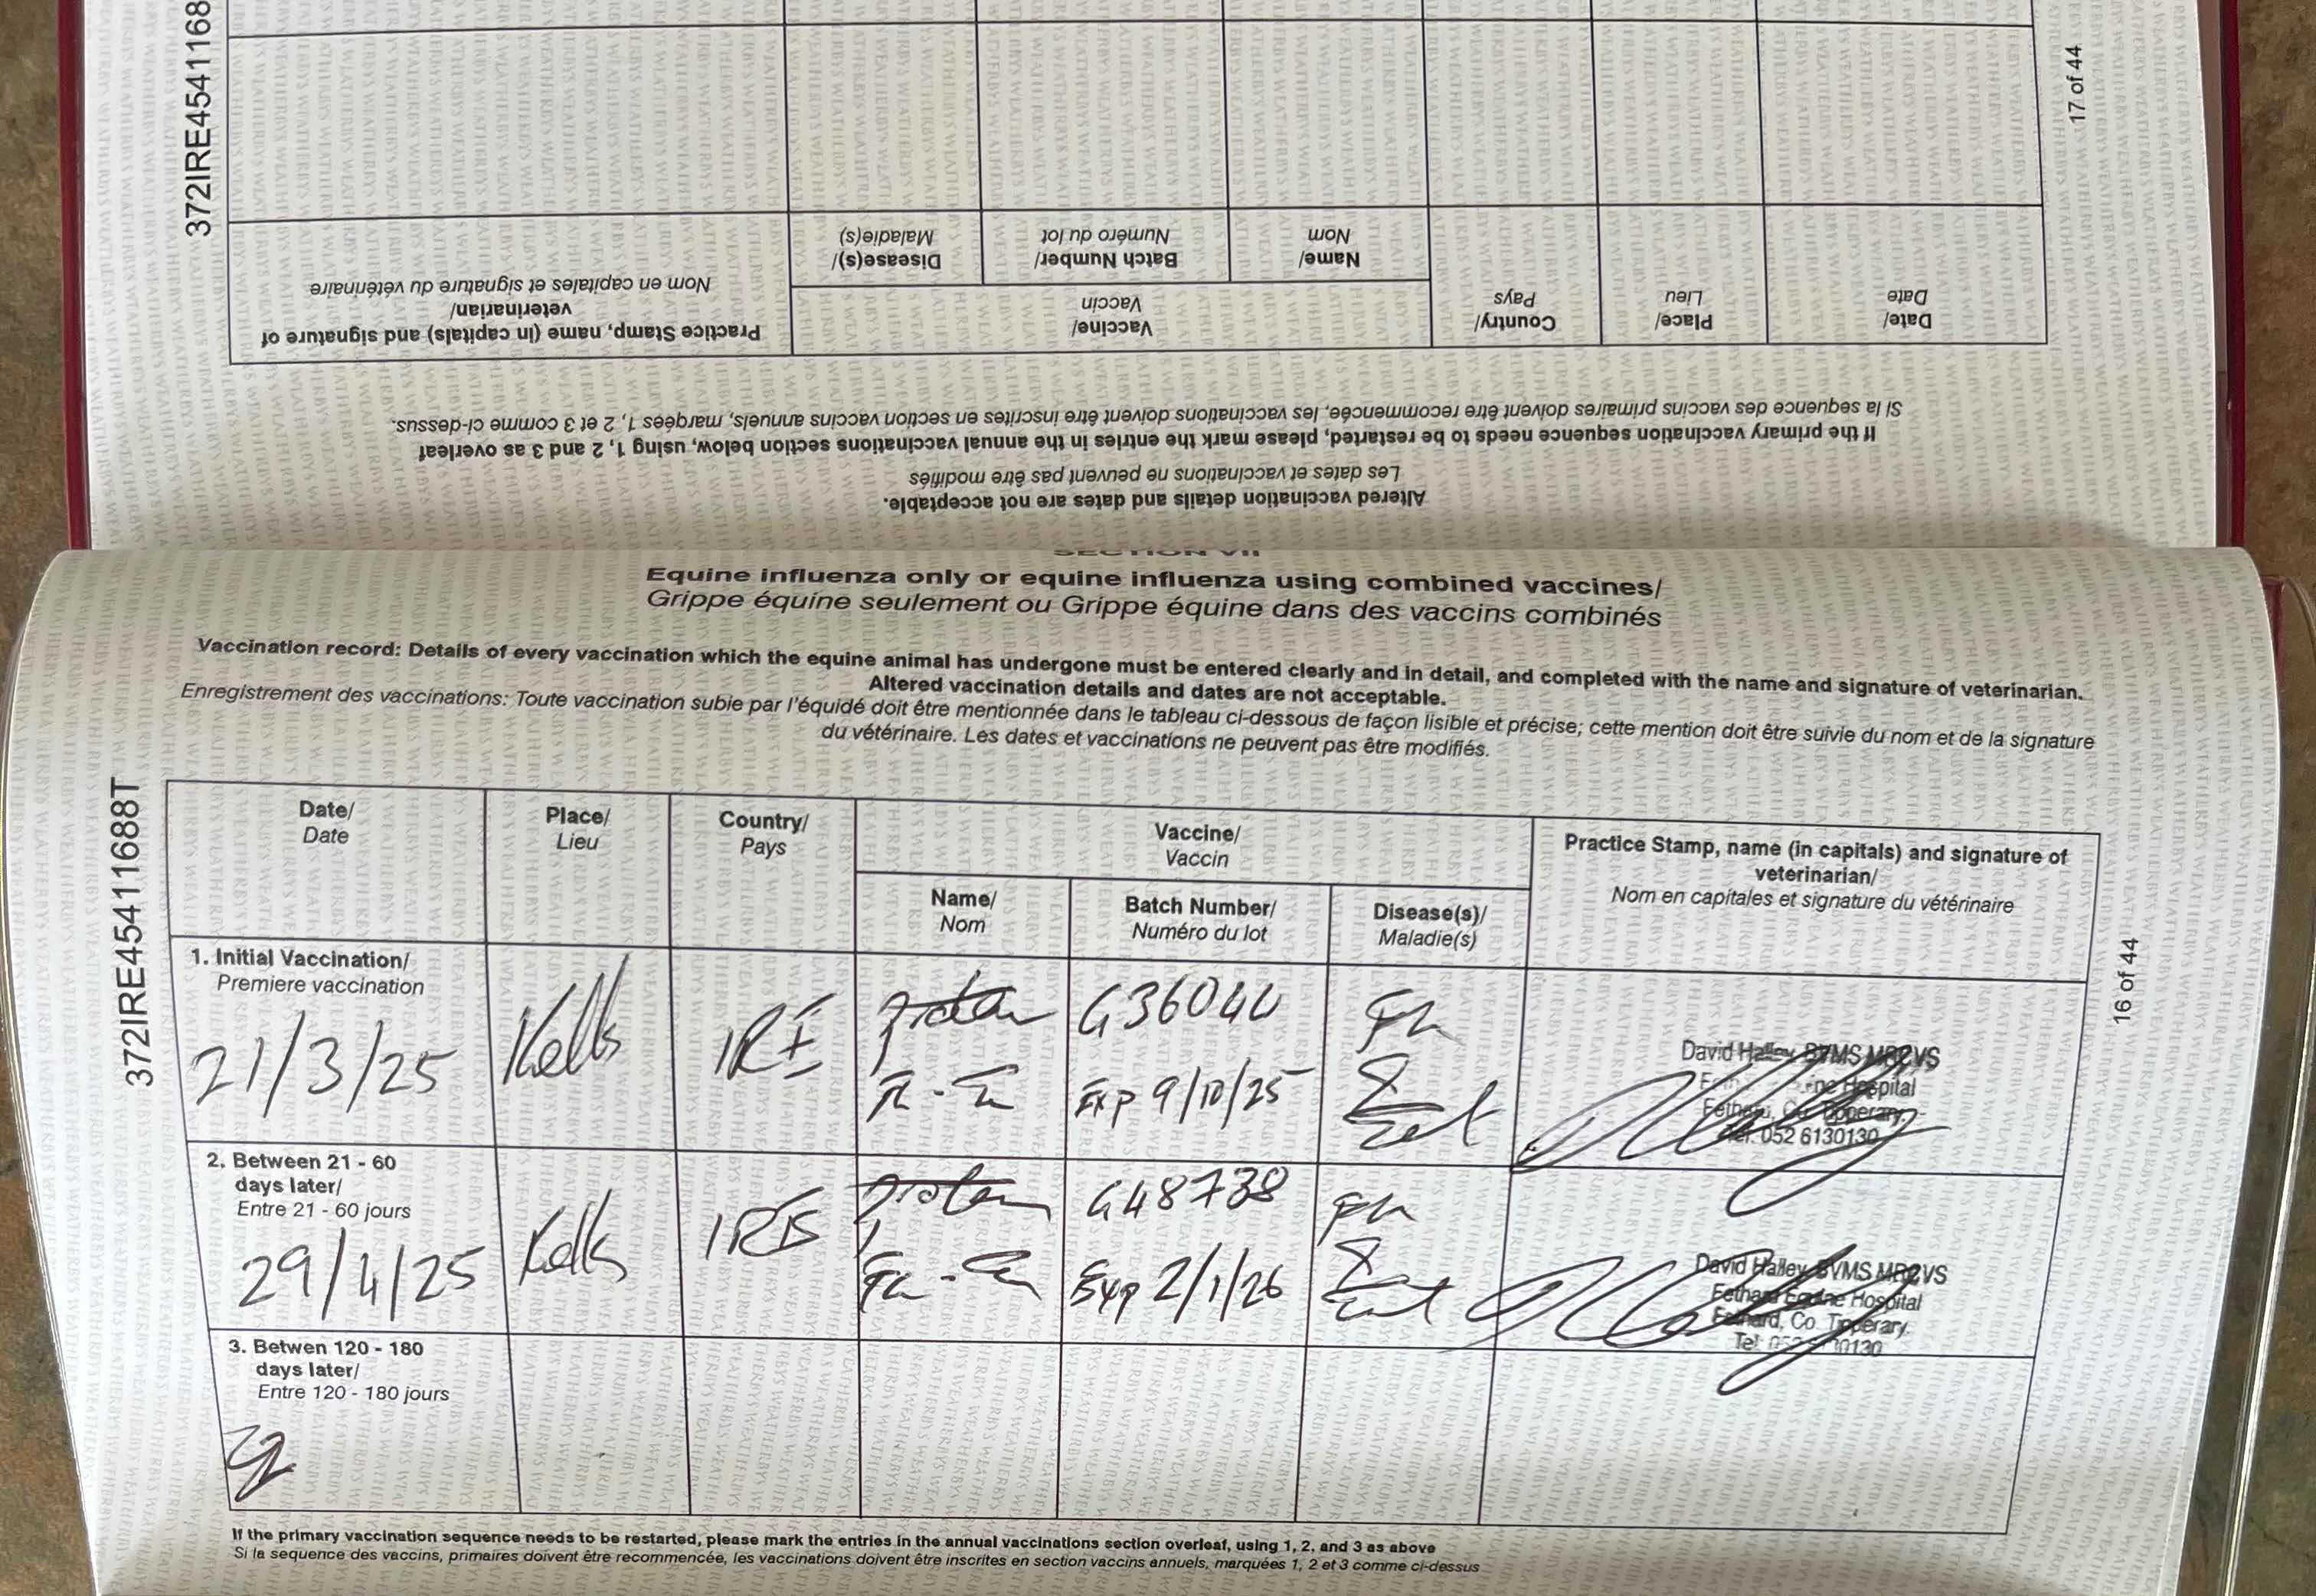 372IRE4541168
17 of 44
Altered vaccination details and dates are not acceptable.
Les dates et vaccinations ne peuvent pas être modifiés
If the primary vaccination sequence needs to be restarted, please mark the entries in the annual vaccinations section below, using 1, 2 and 3 as overleaf
Si la sequence des vaccins primaires doivent être recommencée, les vaccinations doivent être inscrites en section vaccins annuels, marqées 1, 2 et 3 comme ci-dessus.
Date/
Date
Place/
Lieu
Country/
Pays
Vaccine/
Vaccin
Name/
Nom
Batch Number/
Numéro du lot
Disease(s)/
Maladie(s)
Practice Stamp, name (in capitals) and signature of
veterinarian/
Nom en capitales et signature du vétérinaire
SECTION VII
Equine influenza only or equine influenza using combined vaccines/
Grippe équine seulement ou Grippe équine dans des vaccins combinés
Vaccination record: Details of every vaccination which the equine animal has undergone must be entered clearly and in detail, and completed with the name and signature of veterinarian.
Altered vaccination details and dates are not acceptable.
Enregistrement des vaccinations: Toute vaccination subie par l'équidé doit être mentionnée dans le tableau ci-dessous de façon lisible et précise; cette mention doit être suivie du nom et de la signature
du vétérinaire. Les dates et vaccinations ne peuvent pas être modifiés.
372IRE45411688T
16 of 44
Date/
Date
Place/
Lieu
Country/
Pays
Vaccine/
Vaccin
Name/
Nom
Batch Number/
Numéro du lot
Disease(s)/
Maladie(s)
Practice Stamp, name (in capitals) and signature of
veterinarian/
Nom en capitales et signature du vétérinaire
1. Initial Vaccination/
Premiere vaccination
21/3/25
Kells
IRE
Exp 9/10/25
David Halley BVMS MRCVS
Hospital
Fethard, Co. Tipperary.
Tel: 052 6130130
2. Between 21 - 60
days later/
Entre 21 - 60 jours
29/4/25
Kells
IRE
G48738
Exp 2/1/26
David Halley BVMS MRCVS
Fethard Equine Hospital
Fethard, Co. Tipperary.
Tel:
3. Betwen 120 - 180
days later/
Entre 120 - 180 jours
If the primary vaccination sequence needs to be restarted, please mark the entries in the annual vaccinations section overleaf, using 1, 2, and 3 as above
Si la sequence des vaccins, primaires doivent être recommencée, les vaccinations doivent être inscrites en section vaccins annuels, marquées 1, 2 et 3 comme ci-dessus